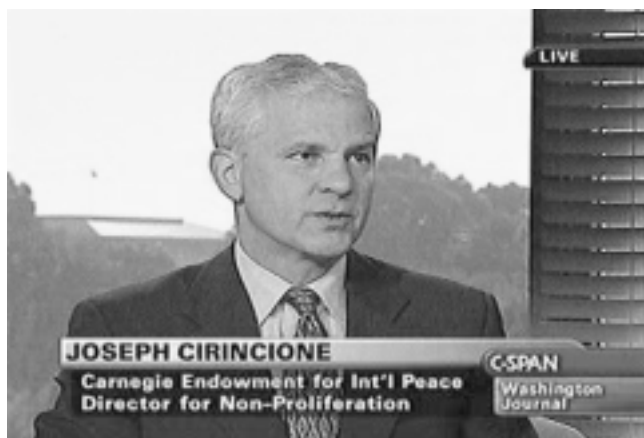 LIVE
JOSEPH CIRINCIONE
Carnegie Endowment for Int'l Peace
Director for Non-Proliferation
C-SPAN
Washington
Journal